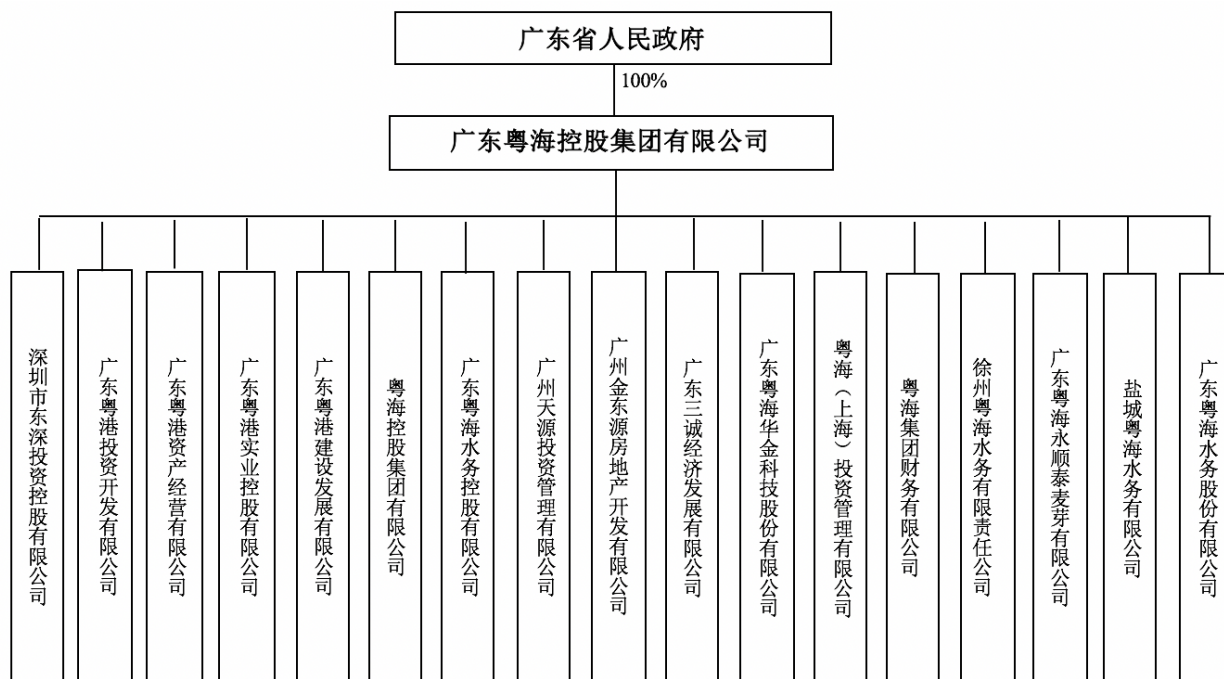 广东省人民政府
100%
广东粤海控股集团有限公司
深圳市东深投资控股有限公司
广东粤港投资开发有限公司
广东粤港资产经营有限公司
广东粤港实业控股有限公司
广东粤港建设发展有限公司
粤海控股集团有限公司
广东粤海水务控股有限公司
广州天源投资管理有限公司
广州金东源房地产开发有限公司
广东三诚经济发展有限公司
广东粤海华金科技股份有限公司
粤海（上海）投资管理有限公司
粤海集团财务有限公司
徐州粤海水务有限责任公司
广东粤海永顺泰麦芽有限公司
盐城粤海水务有限公司
广东粤海水务股份有限公司